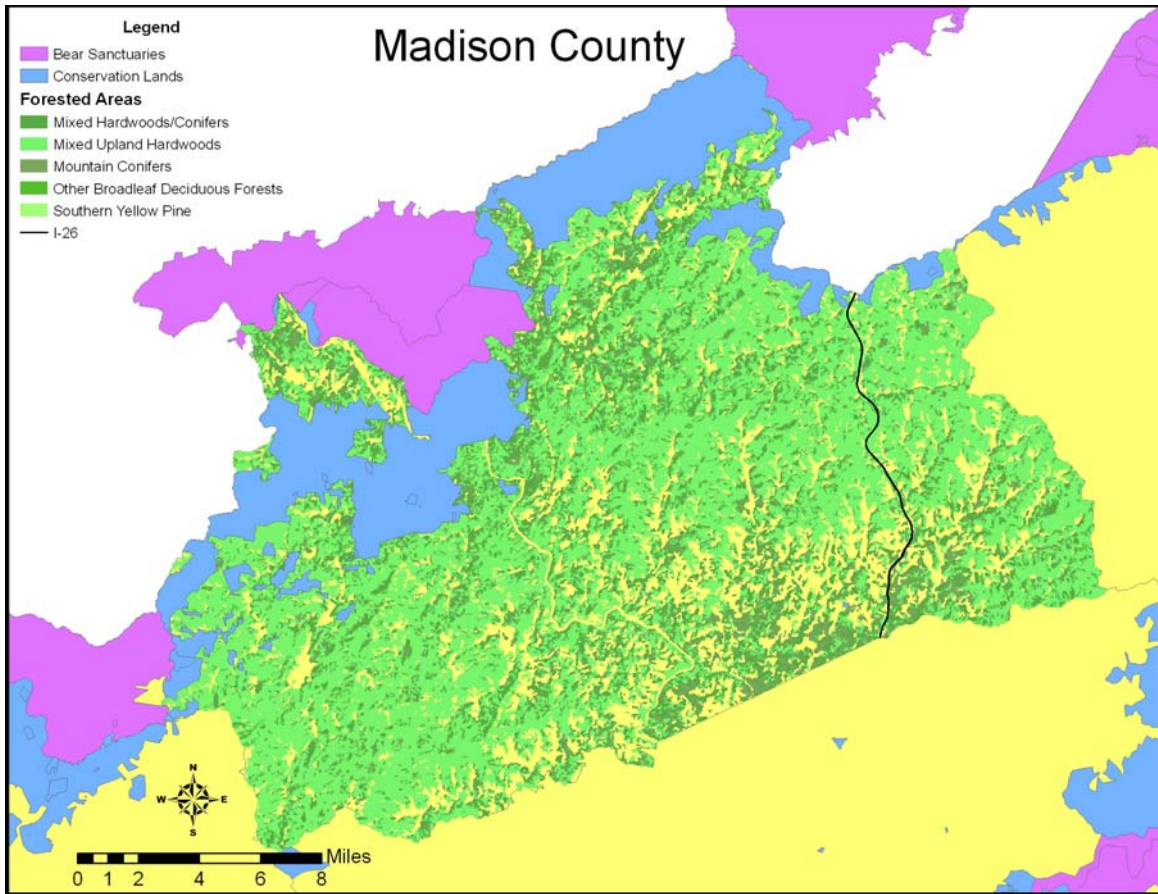 Legend
Bear Sanctuaries
Conservation Lands
Forested Areas
Mixed Hardwoods/Conifers
Mixed Upland Hardwoods
Mountain Conifers
Other Broadleaf Deciduous Forests
Southern Yellow Pine
I-26
Madison County
N
W E
S
Miles
0 1 2 4 6 8